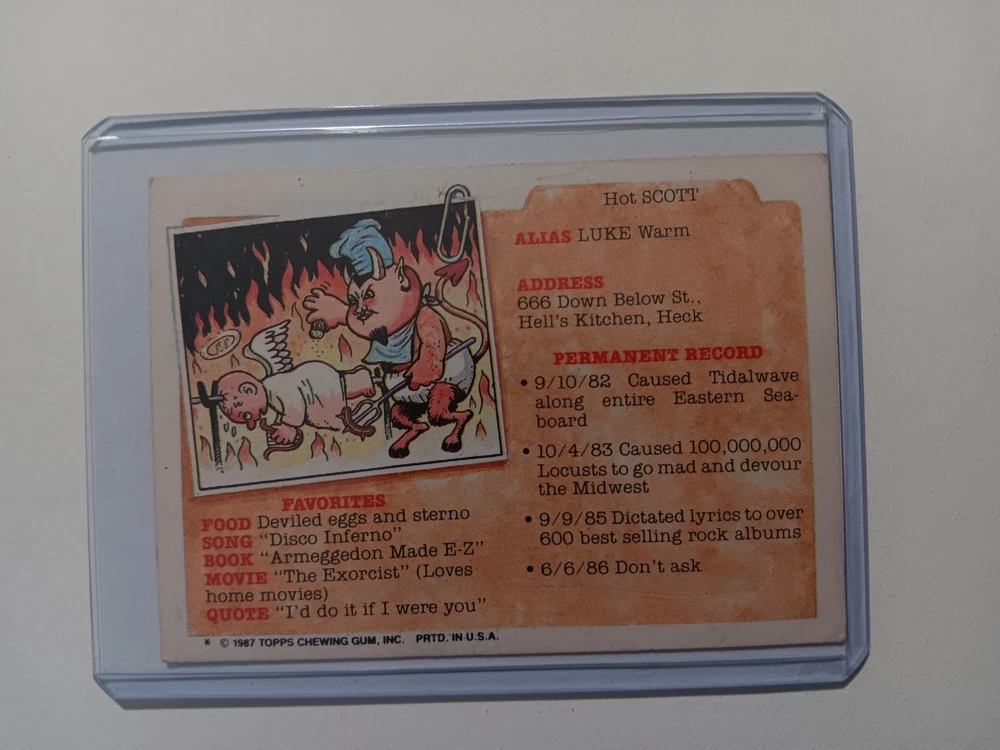 Hot SCOTT
ALIAS LUKE Warm
ADDRESS
666 Down Below St.,
Hell's Kitchen, Heck
PERMANENT RECORD
• 9/10/82 Caused Tidalwave
along entire Eastern Sea-
board
• 10/4/83 Caused 100,000,000
Locusts to go mad and devour
the Midwest
• 9/9/85 Dictated lyrics to over
600 best selling rock albums
• 6/6/86 Don't ask
FAVORITES
FOOD Deviled eggs and sterno
SONG "Disco Inferno"
BOOK "Armeggedon Made E-Z"
MOVIE "The Exorcist" (Loves
home movies)
QUOTE "I'd do it if I were you"
* © 1987 TOPPS CHEWING GUM, INC. PRTD. IN U.S.A.